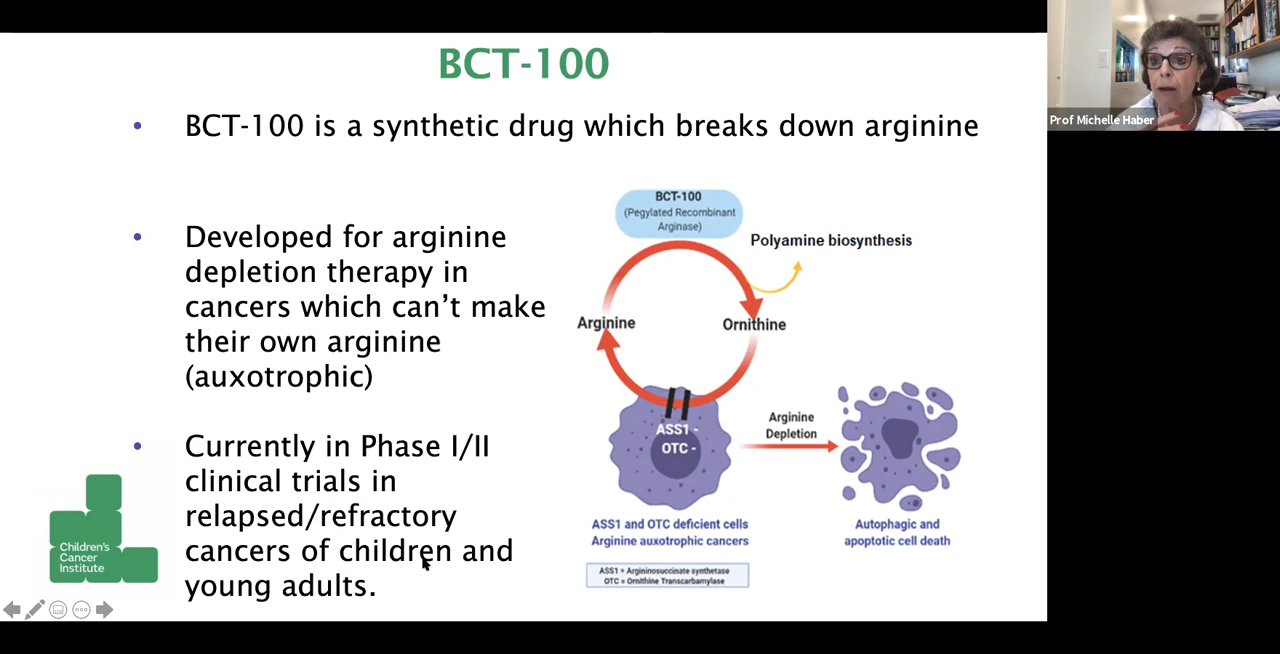 BCT-100
Prof Michelle Haber
• BCT-100 is a synthetic drug which breaks down arginine
• Developed for arginine
depletion therapy in
cancers which can’t make
their own arginine
(auxotrophic)
• Currently in Phase I/II
clinical trials in
relapsed/refractory
cancers of children and
young adults.
BCT-100
(Pegylated Recombinant
Arginase)
Polyamine biosynthesis
Arginine
Ornithine
ASS1 -
OTC -
Arginine
Depletion
ASS1 and OTC deficient cells
Arginine auxotrophic cancers
Autophagic and
apoptotic cell death
ASS1 = Argininosuccinate synthetase
OTC = Ornithine Transcarbamylase
Children’s
Cancer
Institute